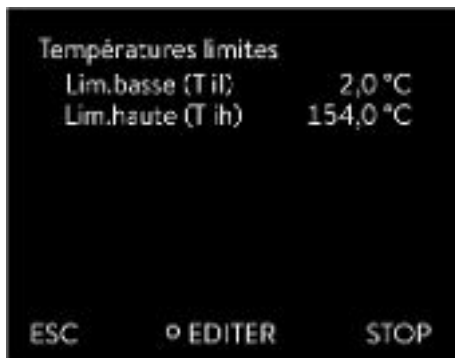 Températures limites
Lim.basse (T il) 2,0 °C
Lim.haute (T ih) 154,0 °C
ESC O EDITER STOP